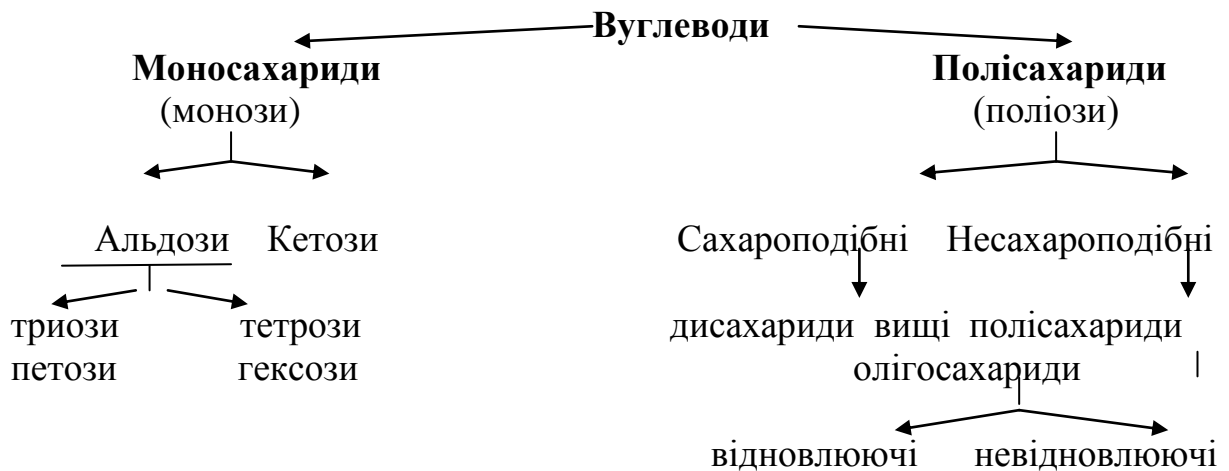 Вуглеводи
Моносахариди Полісахариди
(монози) (поліози)
Альдози Кетози Сахароподібні Несахароподібні
триози тетрози дисахариди вищі полісахариди
петози гексози олігосахариди
відновлюючі невідновлюючі